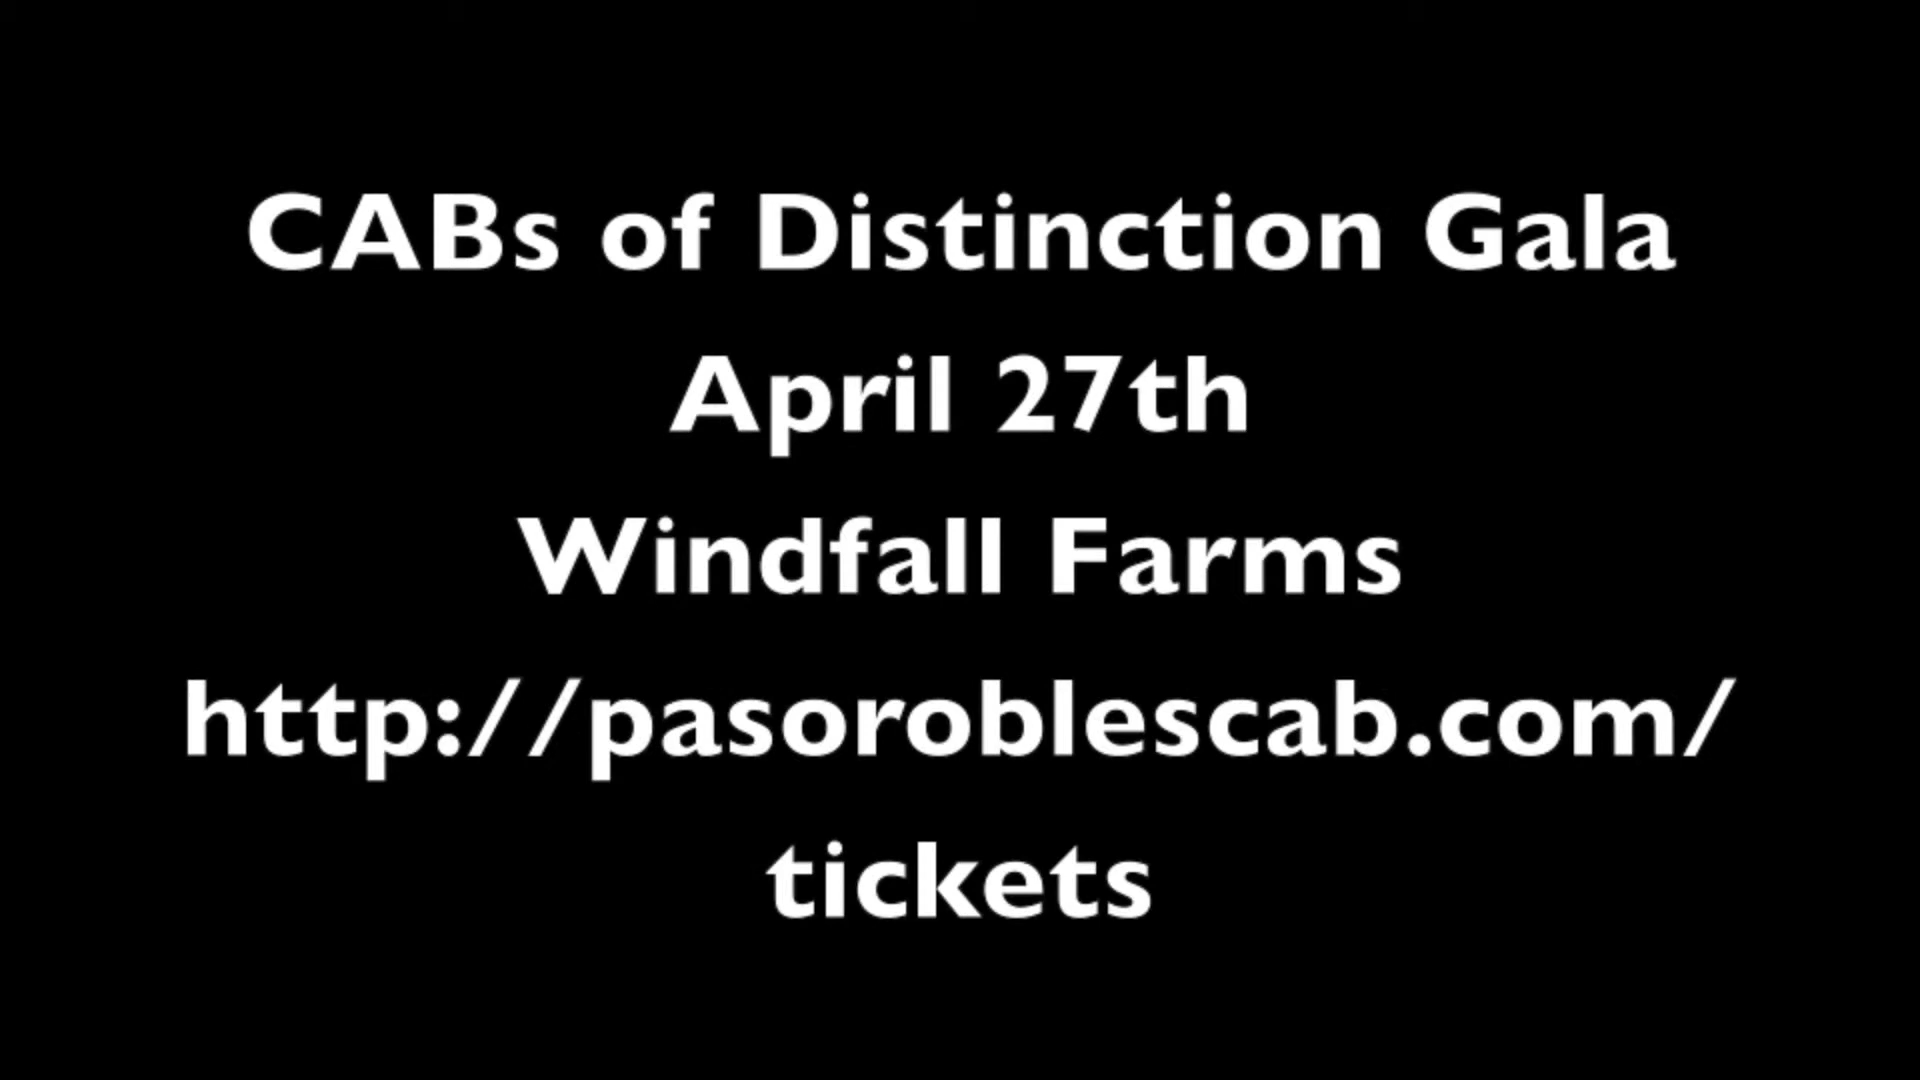 CABs of Distinction Gala
April 27th
Windfall Farms
http://pasoroblescab.com/
tickets